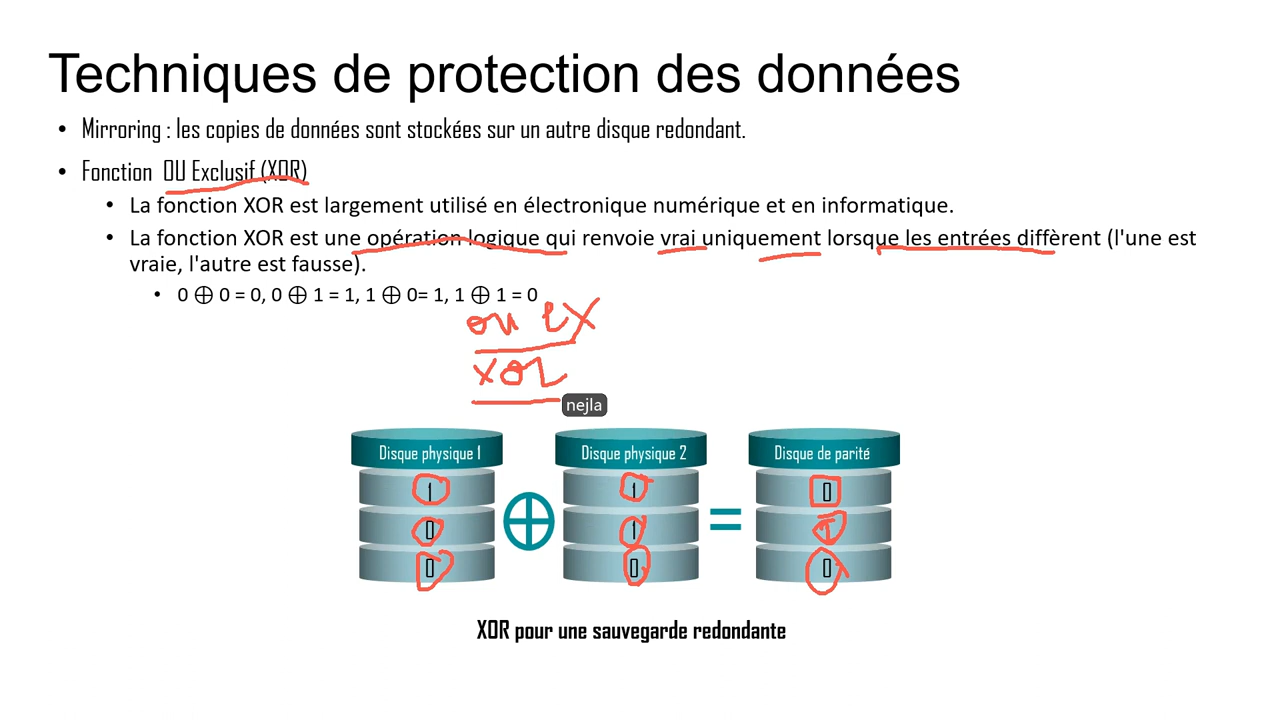 Techniques de protection des données
• Mirroring : les copies de données sont stockées sur un autre disque redondant.
• Fonction OU Exclusif (XOR)
• La fonction XOR est largement utilisé en électronique numérique et en informatique.
• La fonction XOR est une opération logique qui renvoie vrai uniquement lorsque les entrées diffèrent (l'une est
vraie, l'autre est fausse).
• 0 ⊕ 0 = 0, 0 ⊕ 1 = 1, 1 ⊕ 0= 1, 1 ⊕ 1 = 0
ou ex
XOR
nejla
Disque physique 1 Disque physique 2 Disque de parité
1 1 0
⊕ =
0 1 1
0 0 0
XOR pour une sauvegarde redondante